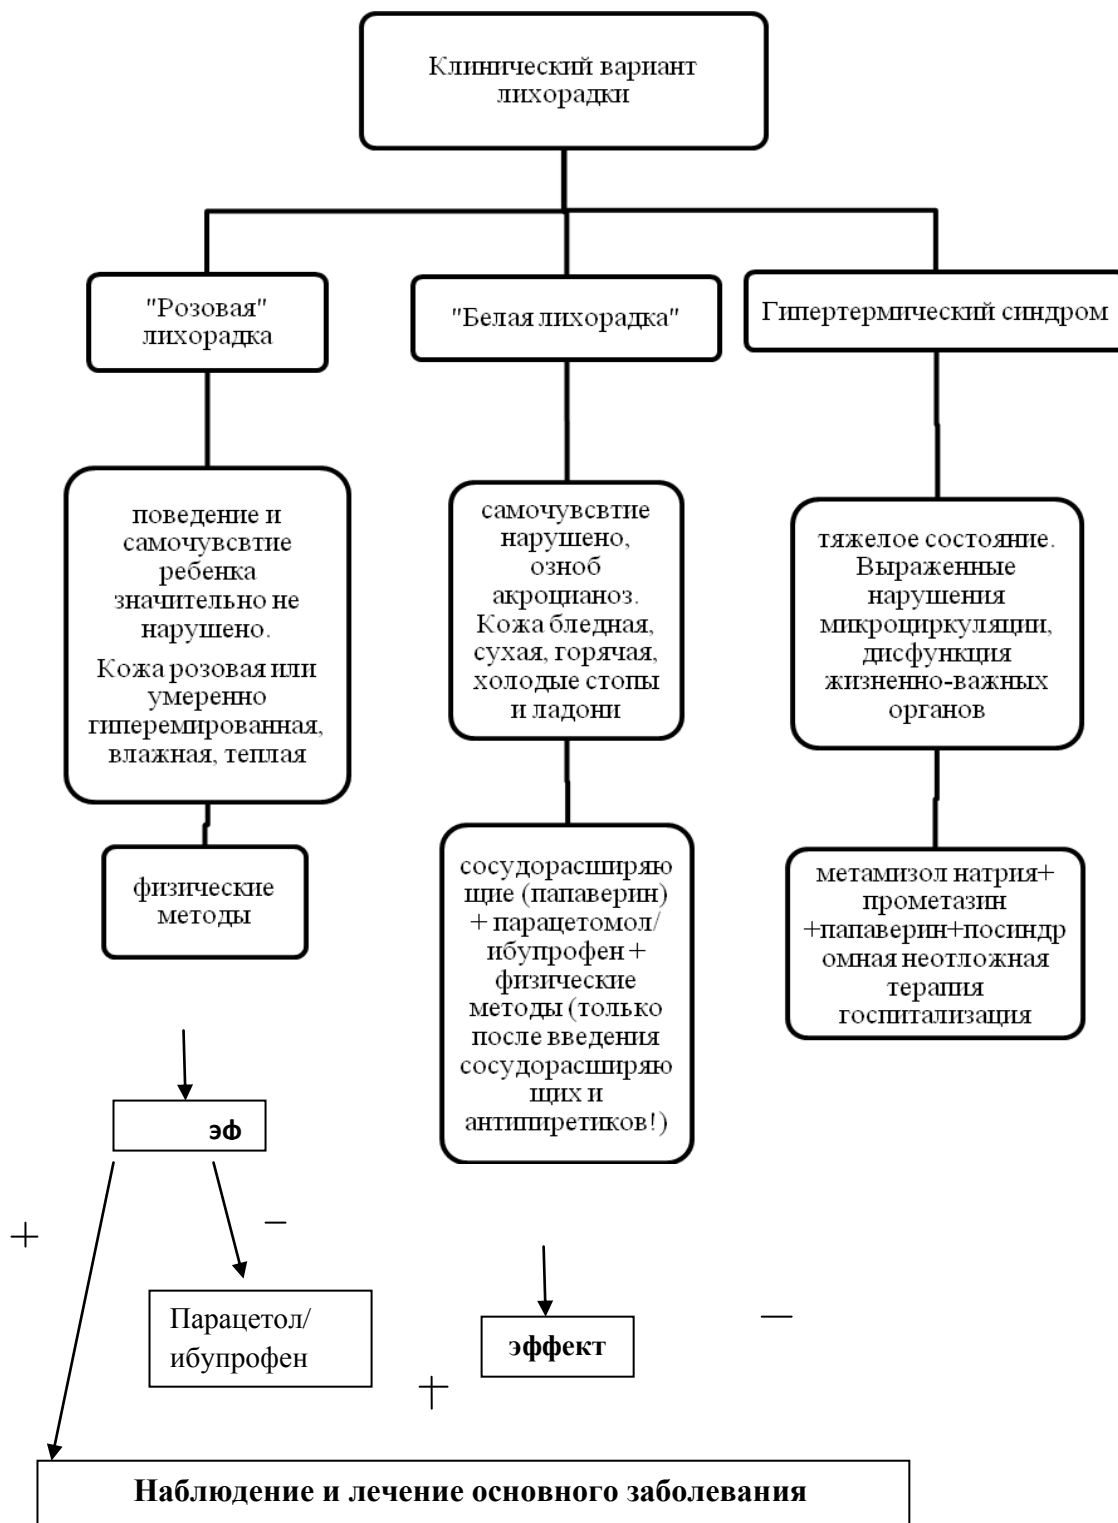 Клинический вариант
лихорадки
"Розовая"
лихорадка
"Белая лихорадка"
Гипертермический синдром
поведение и
самочувсвтие
ребенка
значительно не
нарушено.
Кожа розовая или
умеренно
гиперемированная,
влажная, теплая
самочувсвтие
нарушено,
озноб
акроцианоз.
Кожа бледная,
сухая, горячая,
холодые стопы
и ладони
тяжелое состояние.
Выраженные
нарушения
микроциркуляции,
дисфункция
жизненно-важных
органов
физические
методы
сосудорасширяю
щие (папаверин)
+ парацетомол/
ибупрофен +
физические
методы (только
после введения
сосудорасширяю
щих и
антипиретиков!)
метамизол натрия+
прометазин
+папаверин+посиндр
омная неотложная
терапия
госпитализация
эф
+
−
Парацетол/
ибупрофен
эффект
+
−
Наблюдение и лечение основного заболевания